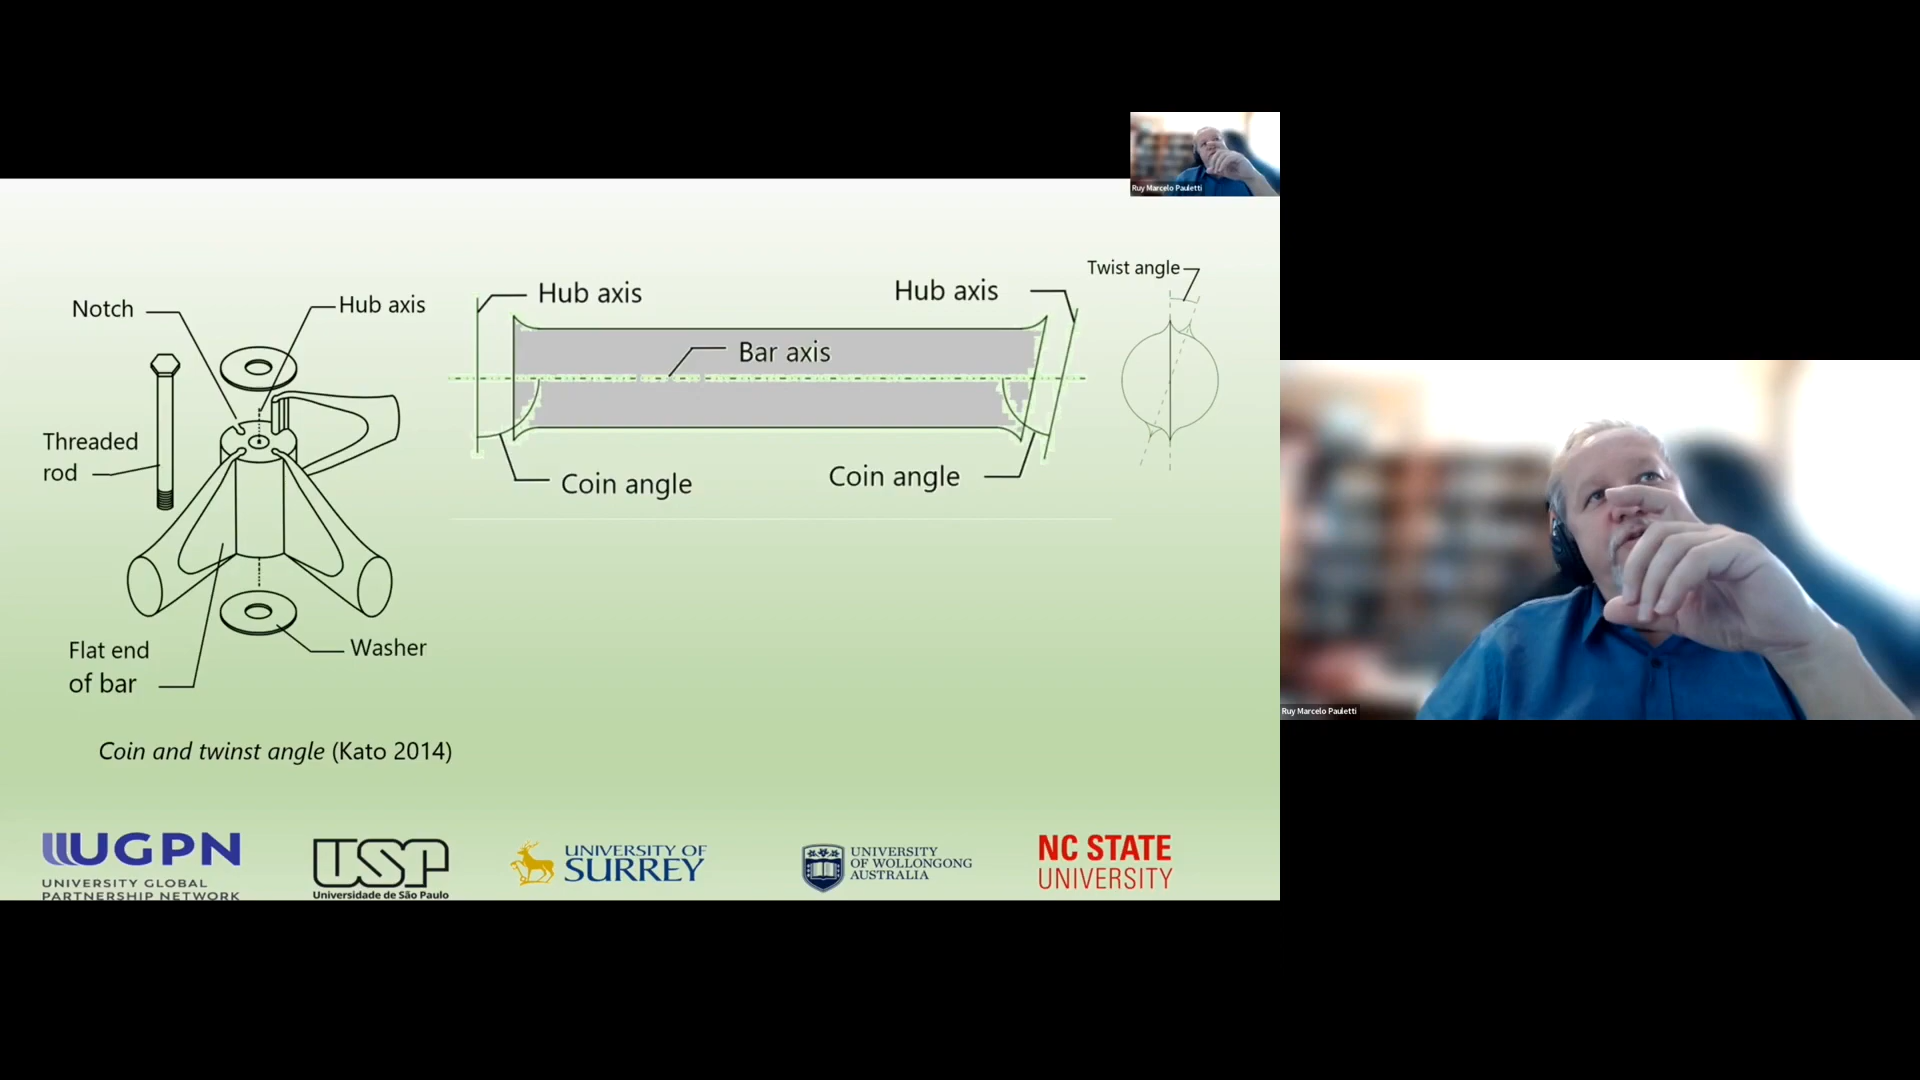 Ruy Marcelo Pauletti
Twist angle
Hub axis
Hub axis
Notch
Hub axis
Bar axis
Threaded
rod
Coin angle
Coin angle
Flat end
of bar
Washer
Ruy Marcelo Pauletti
Coin and twinst angle (Kato 2014)
UGPN
UNIVERSITY GLOBAL
PARTNERSHIP NETWORK
USP
Universidade de São Paulo
UNIVERSITY OF
SURREY
UNIVERSITY
OF WOLLONGONG
AUSTRALIA
NC STATE
UNIVERSITY